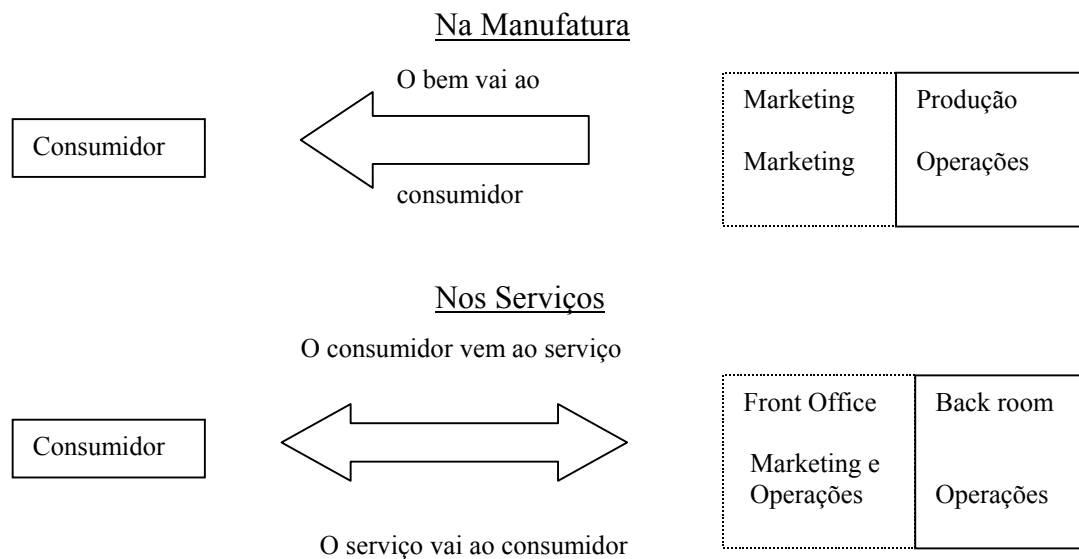 Na Manufatura
O bem vai ao
consumidor
Consumidor
Marketing
Produção
Marketing
Operações
Nos Serviços
O consumidor vem ao serviço
Consumidor
Front Office
Back room
Marketing e
Operações
Operações
O serviço vai ao consumidor